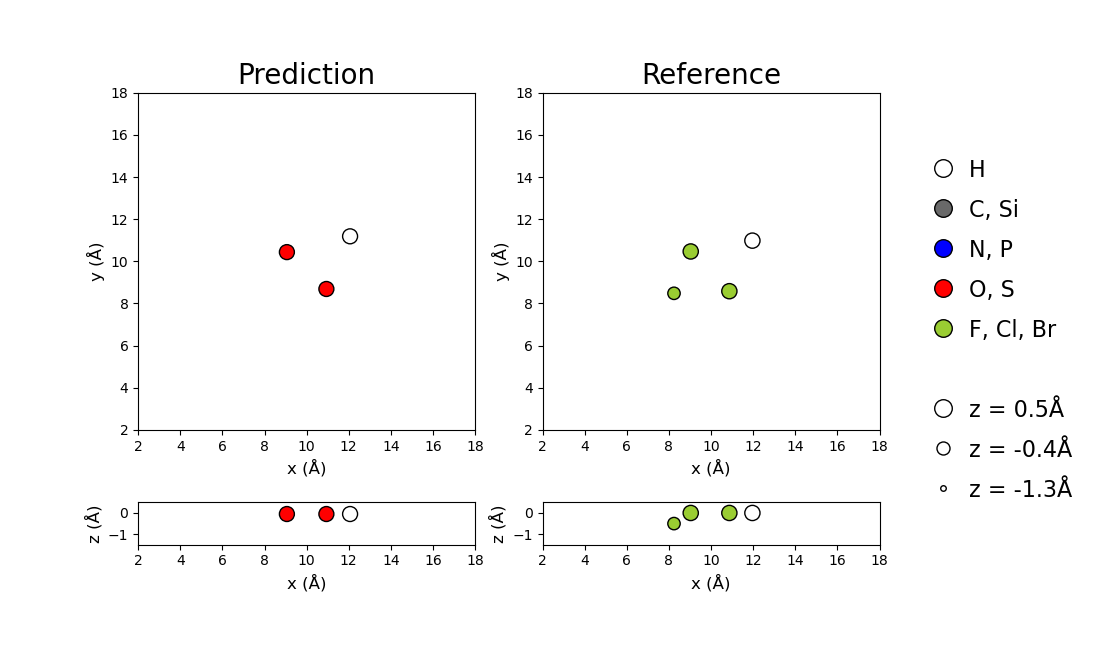 Prediction
Reference
18
16
14
12
10
8
6
4
2
y (Å)
2 4 6 8 10 12 14 16 18
x (Å)
18
16
14
12
10
8
6
4
2
y (Å)
2 4 6 8 10 12 14 16 18
x (Å)
H
C, Si
N, P
O, S
F, Cl, Br
z = 0.5Å
z = -0.4Å
z = -1.3Å
0
−1
z (Å)
2 4 6 8 10 12 14 16 18
x (Å)
0
−1
z (Å)
2 4 6 8 10 12 14 16 18
x (Å)